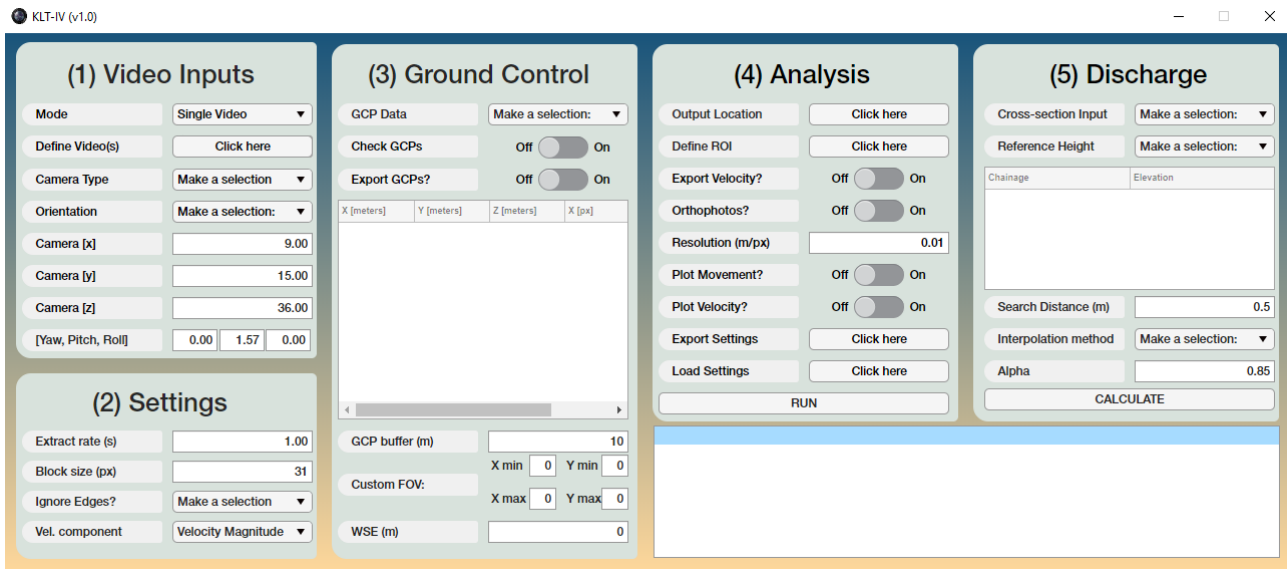 KLT-IV (v1.0)
(1) Video Inputs
Mode Single Video
Define Video(s) Click here
Camera Type Make a selection
Orientation Make a selection:
Camera [x] 9.00
Camera [y] 15.00
Camera [z] 36.00
[Yaw, Pitch, Roll] 0.00 1.57 0.00
(2) Settings
Extract rate (s) 1.00
Block size (px) 31
Ignore Edges? Make a selection
Vel. component Velocity Magnitude
(3) Ground Control
GCP Data Make a selection:
Check GCPs Off On
Export GCPs? Off On
X [meters] Y [meters] Z [meters] X [px]
GCP buffer (m) 10
X min 0 Y min 0
Custom FOV:
X max 0 Y max 0
WSE (m) 0
(4) Analysis
Output Location Click here
Define ROI Click here
Export Velocity? Off On
Orthophotos? Off On
Resolution (m/px) 0.01
Plot Movement? Off On
Plot Velocity? Off On
Export Settings Click here
Load Settings Click here
RUN
(5) Discharge
Cross-section Input Make a selection:
Reference Height Make a selection:
Chainage Elevation
Search Distance (m) 0.5
Interpolation method Make a selection:
Alpha 0.85
CALCULATE